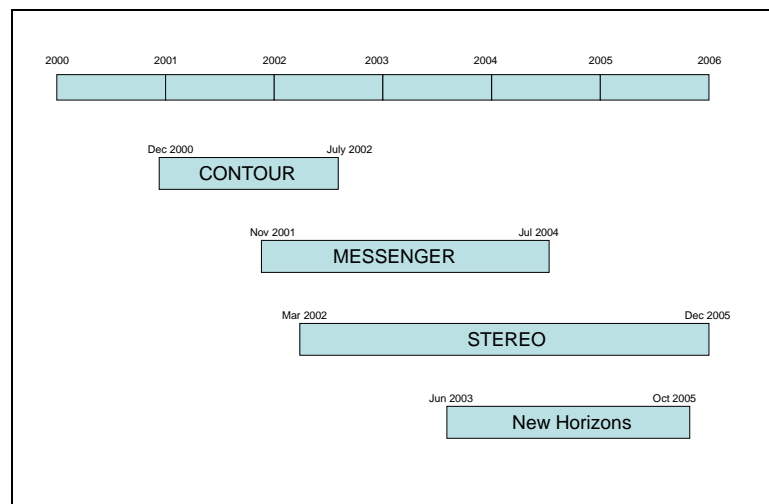 2000 2001 2002 2003 2004 2005 2006
Dec 2000 July 2002
CONTOUR
Nov 2001 Jul 2004
MESSENGER
Mar 2002 Dec 2005
STEREO
Jun 2003 Oct 2005
New Horizons